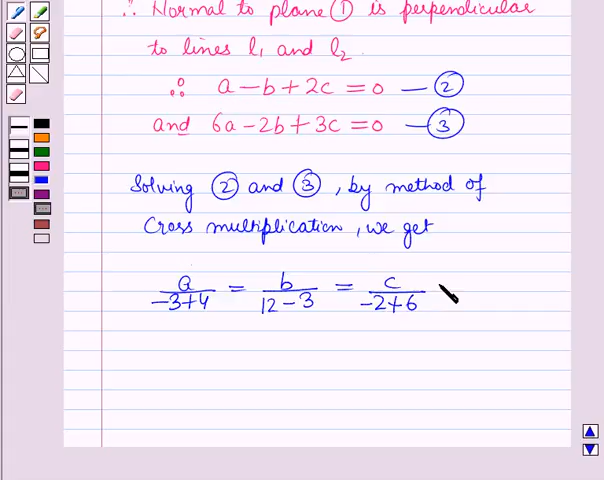 ∴ Normal to plane ① is perpendicular
to lines l₁ and l₂.
∴ a - b + 2c = 0 — ②
and 6a - 2b + 3c = 0 — ③
Solving ② and ③, by method of
Cross multiplication, we get
a/(-3+4) = b/(12-3) = c/(-2+6)